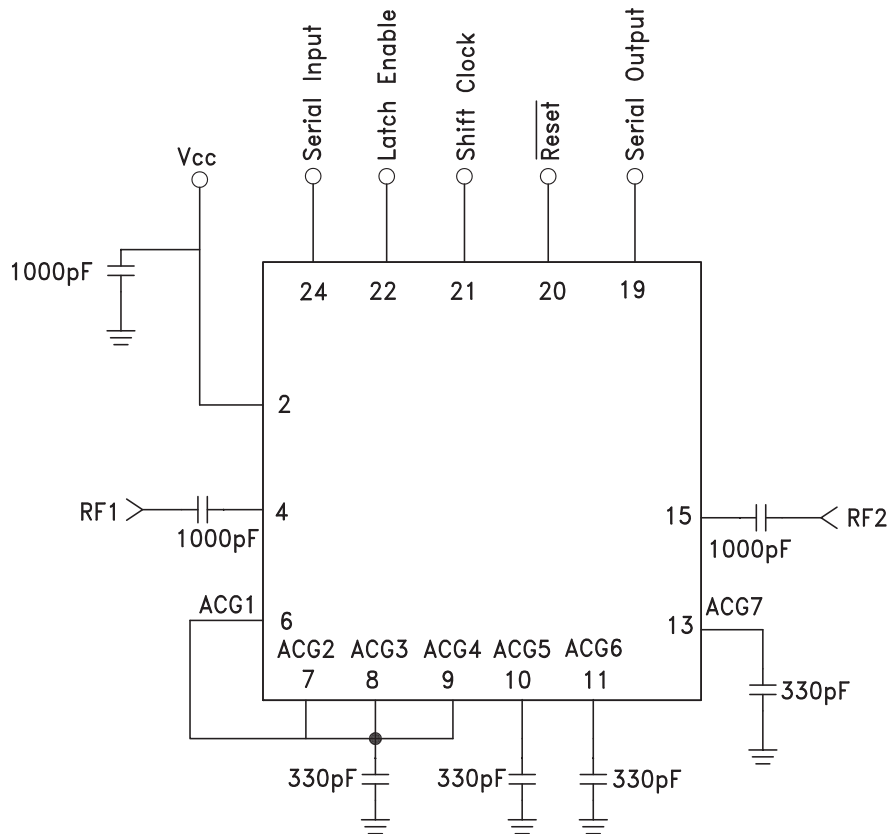 Serial Input
Latch Enable
Shift Clock
Reset
Serial Output
Vcc
1000pF
24 22 21 20 19
2
RF1
4
1000pF
15
RF2
1000pF
ACG1
6
ACG7
13
ACG2 ACG3 ACG4 ACG5 ACG6
7 8 9 10 11
330pF
330pF 330pF 330pF